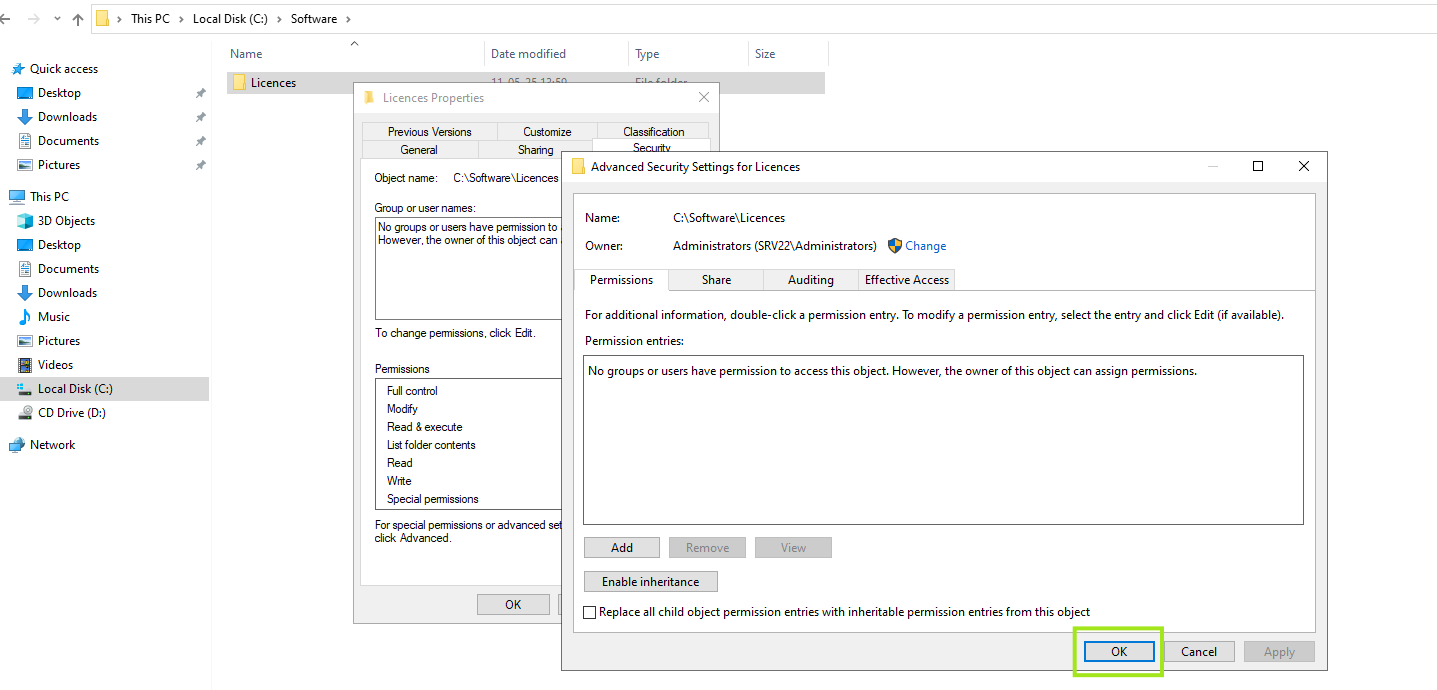 This PC > Local Disk (C:) > Software >
Name Date modified Type Size
Quick access
Desktop
Downloads
Documents
Pictures
This PC
3D Objects
Desktop
Documents
Downloads
Music
Pictures
Videos
Local Disk (C:)
CD Drive (D:)
Network
Licences 11-05-25 13:50 File folder
Licences Properties
Previous Versions Customize Classification
General Sharing Security
Object name: C:\Software\Licences
Group or user names:
No groups or users have permission to
However, the owner of this object can
To change permissions, click Edit.
Permissions
Full control
Modify
Read & execute
List folder contents
Read
Write
Special permissions
For special permissions or advanced set
click Advanced.
OK
Advanced Security Settings for Licences
Name: C:\Software\Licences
Owner: Administrators (SRV22\Administrators) Change
Permissions Share Auditing Effective Access
For additional information, double-click a permission entry. To modify a permission entry, select the entry and click Edit (if available).
Permission entries:
No groups or users have permission to access this object. However, the owner of this object can assign permissions.
Add Remove View
Enable inheritance
Replace all child object permission entries with inheritable permission entries from this object
OK Cancel Apply